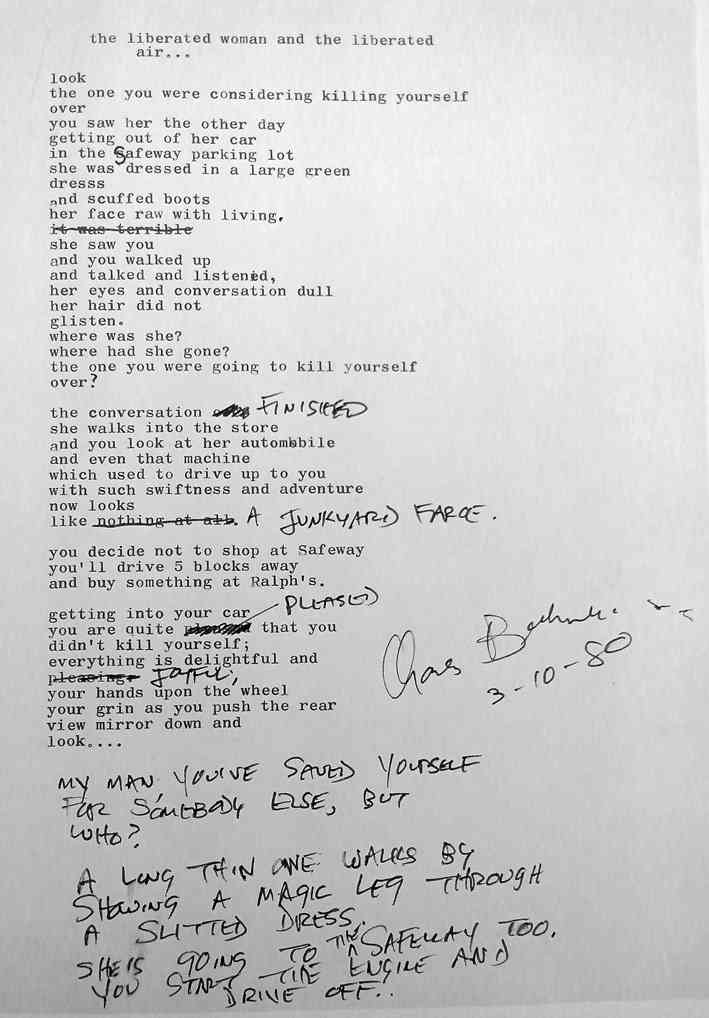 the liberated woman and the liberated
air...
look
the one you were considering killing yourself
over
you saw her the other day
getting out of her car
in the Safeway parking lot
she was dressed in a large green
dresss
and scuffed boots
her face raw with living.
it was terrible
she saw you
and you walked up
and talked and listened,
her eyes and conversation dull
her hair did not
glisten.
where was she?
where had she gone?
the one you were going to kill yourself
over?
the conversation FINISHED
she walks into the store
and you look at her automobile
and even that machine
which used to drive up to you
with such swiftness and adventure
now looks
like nothing at all. A JUNKYARD FARCE.
you decide not to shop at Safeway
you'll drive 5 blocks away
and buy something at Ralph's.
getting into your car
you are quite PLEASED that you
didn't kill yourself;
everything is delightful and
pleasing. JOYFUL,
your hands upon the wheel
your grin as you push the rear
view mirror down and
look....
Charles Bukowski
3-10-80
MY MAN, YOU'VE SAVED YOURSELF
FOR SOMEBODY ELSE, BUT
WHO?
A LONG THIN ONE WALKS BY
SHOWING A MAGIC LEG THROUGH
A SLITTED DRESS.
SHE IS GOING TO THE SAFEWAY TOO.
YOU START THE ENGINE AND
DRIVE OFF..